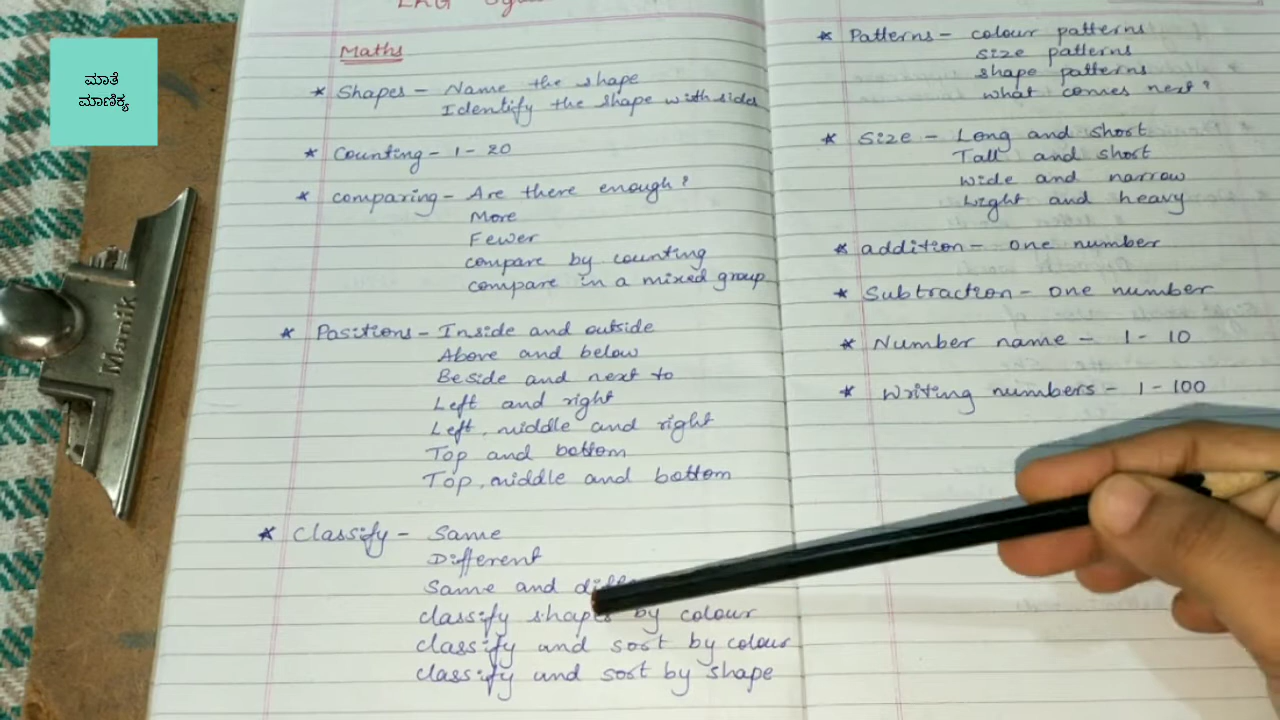 LKG
ಮಾತೆ
ಮಾಣಿಕ್ಯ
Manik
Maths
* Shapes - Name the shape
Identify the shape with sides
* Counting - 1 - 20
* comparing - Are there enough?
More
Fewer
compare by counting
compare in a mixed group
* Positions - Inside and outside
Above and below
Beside and next to
Left and right
Left, middle and right
Top and bottom
Top, middle and bottom
* Classify - Same
Different
Same and
classify shapes by colour
classify and sort by colour
classify and sort by shape
* Patterns - colour patterns
size patterns
shape patterns
what comes next?
* Size - Long and short
Tall and short
wide and narrow
Light and heavy
* addition - one number
* Subtraction - one number
* Number name - 1 - 10
* Writing numbers - 1 - 100